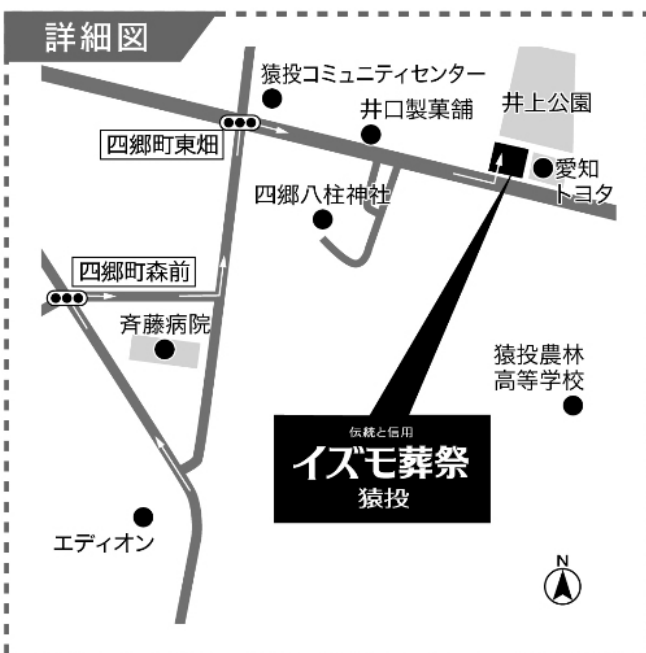 詳細図
猿投コミュニティセンター
井口製菓舗
井上公園
四郷町東畑
愛知
トヨタ
四郷八柱神社
四郷町森前
斉藤病院
猿投農林
高等学校
伝統と信用
イズモ葬祭
猿投
エディオン
N